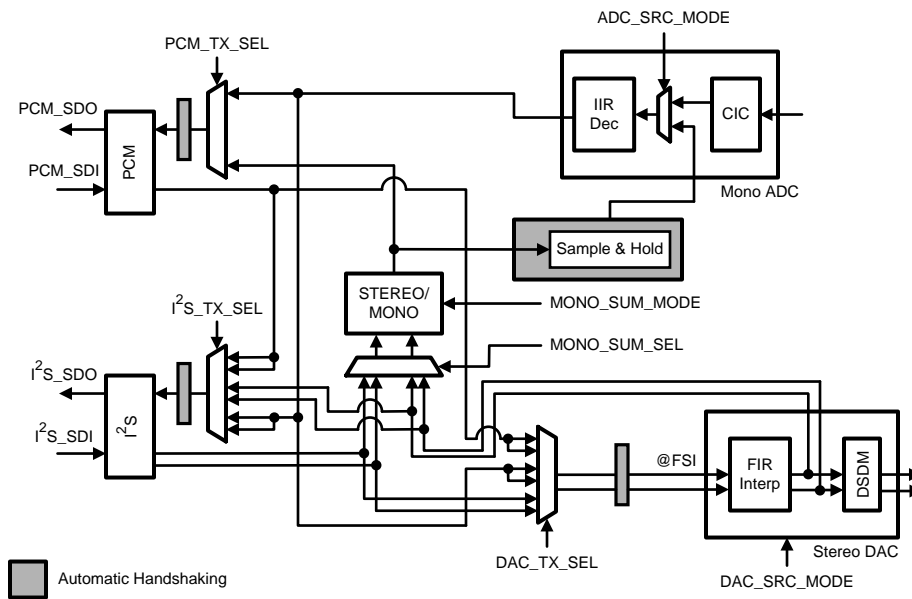 ADC_SRC_MODE
PCM_TX_SEL
PCM_SDO
PCM
PCM_SDI
IIR
Dec
CIC
Mono ADC
Sample & Hold
STEREO/
MONO
MONO_SUM_MODE
MONO_SUM_SEL
I²S_TX_SEL
I²S_SDO
I²S
I²S_SDI
@FSI
FIR
Interp
DSDM
Stereo DAC
DAC_TX_SEL
DAC_SRC_MODE
Automatic Handshaking